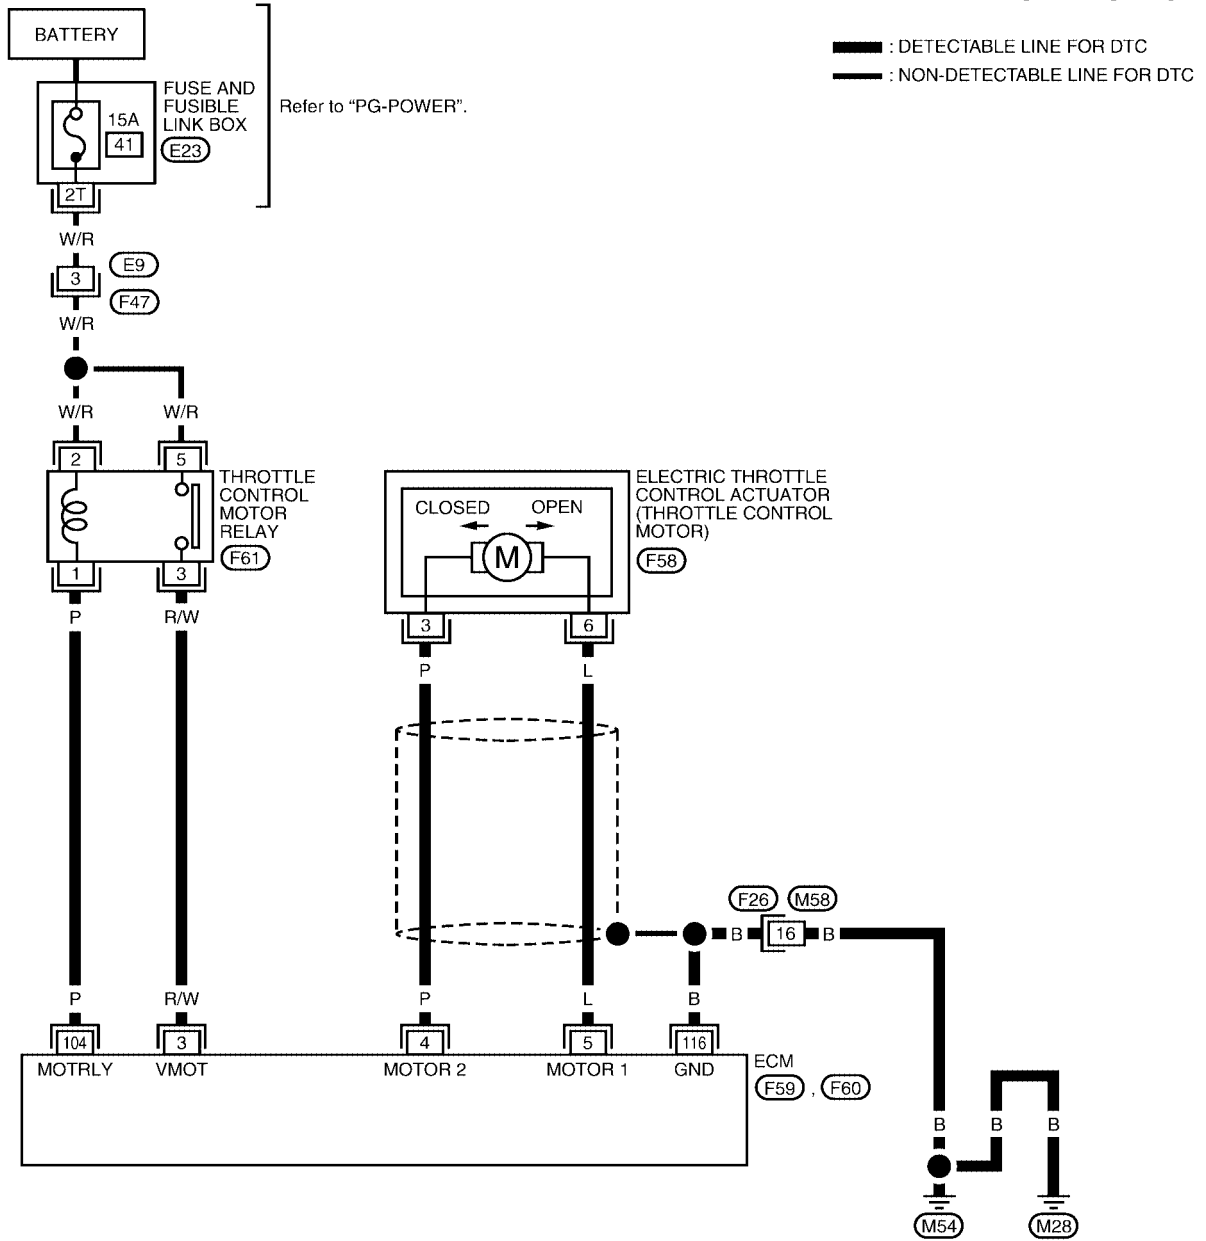 BATTERY
: DETECTABLE LINE FOR DTC
: NON-DETECTABLE LINE FOR DTC
FUSE AND
FUSIBLE
LINK BOX
E23
15A
41
Refer to “PG-POWER”.
2T
W/R
E9
3
F47
W/R
W/R W/R
2 5
THROTTLE
CONTROL
MOTOR
RELAY
F61
1 3
P R/W
ELECTRIC THROTTLE
CONTROL ACTUATOR
(THROTTLE CONTROL
MOTOR)
F58
CLOSED OPEN
M
3 6
P L
F26 M58
B 16 B
P R/W P L B
104 3 4 5 116
MOTRLY VMOT MOTOR 2 MOTOR 1 GND
ECM
F59 , F60
B B B
M54 M28